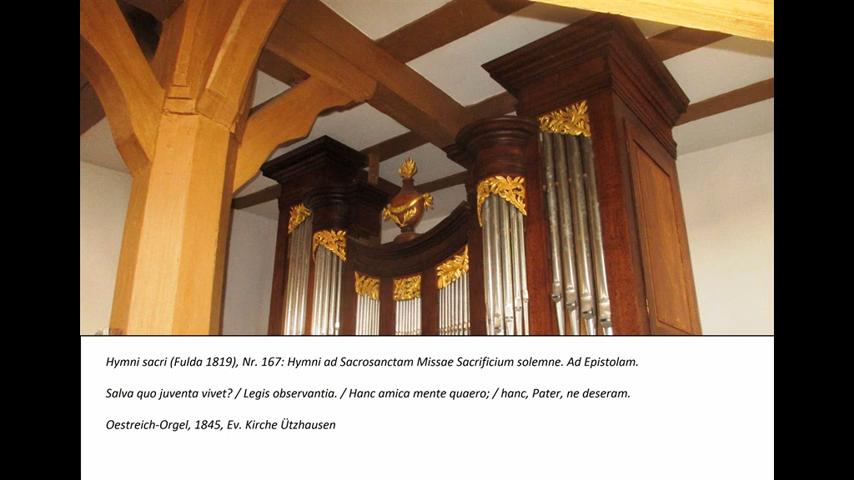 Hymni sacri (Fulda 1819), Nr. 167: Hymni ad Sacrosanctam Missae Sacrificium solemne. Ad Epistolam.
Salva quo juventa vivet? / Legis observantia. / Hanc amica mente quaero; / hanc, Pater, ne deseram.
Oestreich-Orgel, 1845, Ev. Kirche Ützhausen